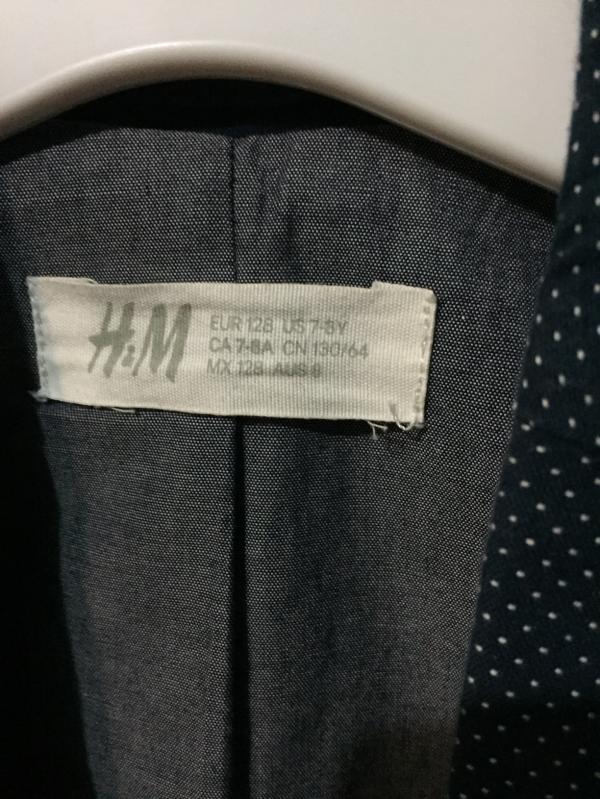 H&M
EUR 128 US 7-8Y
CA 7-8A CN 130/64
MX 128 AUS 8